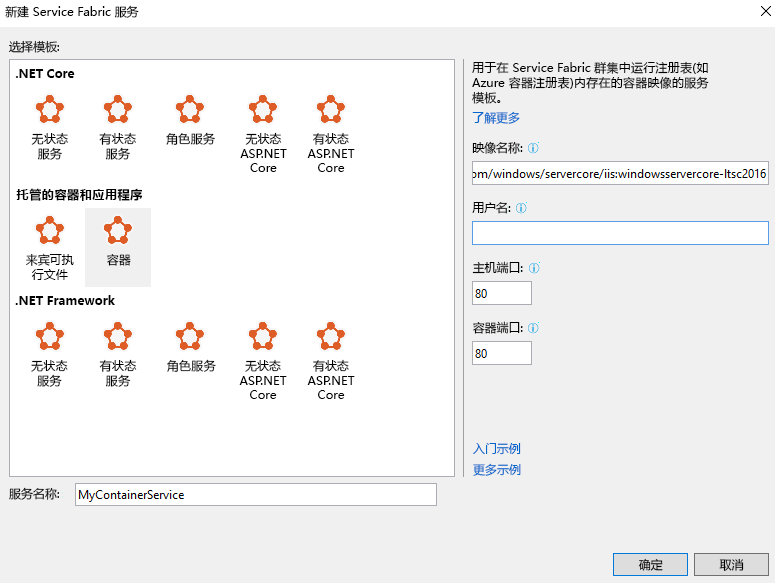 新建 Service Fabric 服务
选择模板:
.NET Core
无状态
服务
有状态
服务
角色服务
无状态
ASP.NET
Core
有状态
ASP.NET
Core
托管的容器和应用程序
来宾可执
行文件
容器
.NET Framework
无状态
服务
有状态
服务
角色服务
无状态
ASP.NET
Core
有状态
ASP.NET
Core
服务名称:
MyContainerService
用于在 Service Fabric 群集中运行注册表(如
Azure 容器注册表)内存在的容器映像的服务
模板。
了解更多
映像名称:
om/windows/servercore/iis:windowsservercore-ltsc2016
用户名:
主机端口:
80
容器端口:
80
入门示例
更多示例
确定
取消